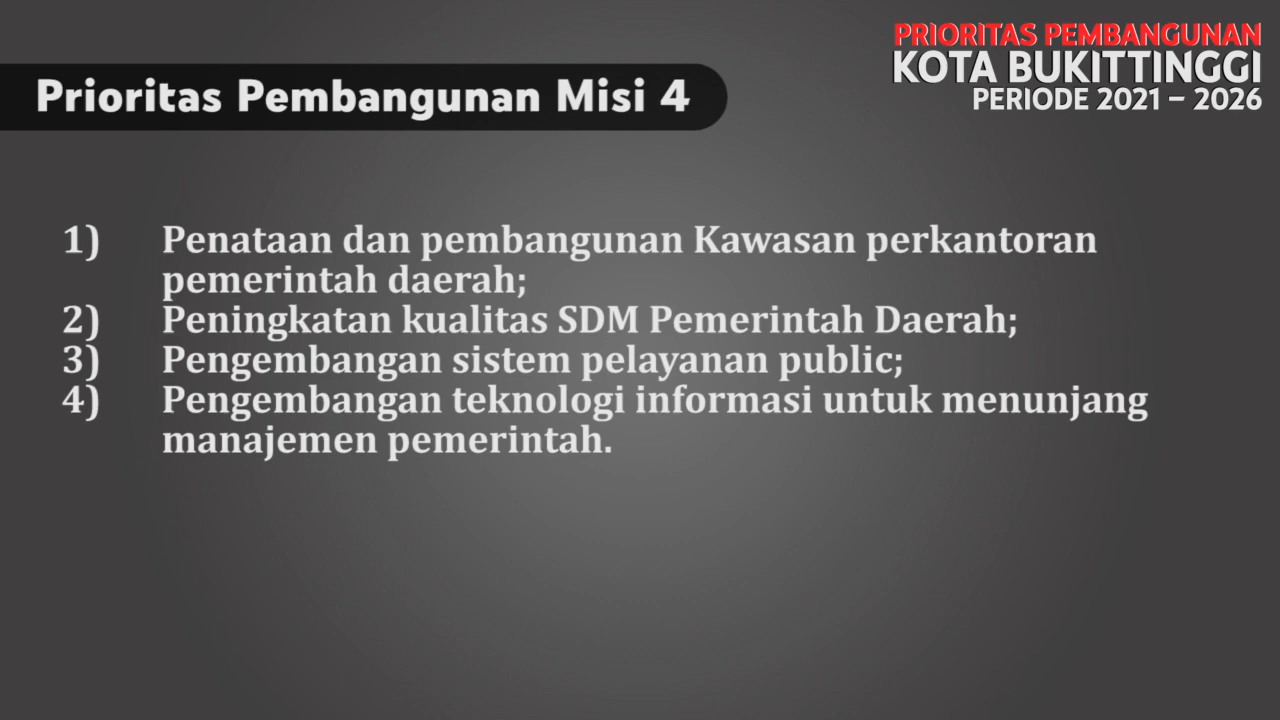 PRIORITAS PEMBANGUNAN
KOTA BUKITTINGGI
PERIODE 2021 – 2026
Prioritas Pembangunan Misi 4
1) Penataan dan pembangunan Kawasan perkantoran
pemerintah daerah;
2) Peningkatan kualitas SDM Pemerintah Daerah;
3) Pengembangan sistem pelayanan public;
4) Pengembangan teknologi informasi untuk menunjang
manajemen pemerintah.